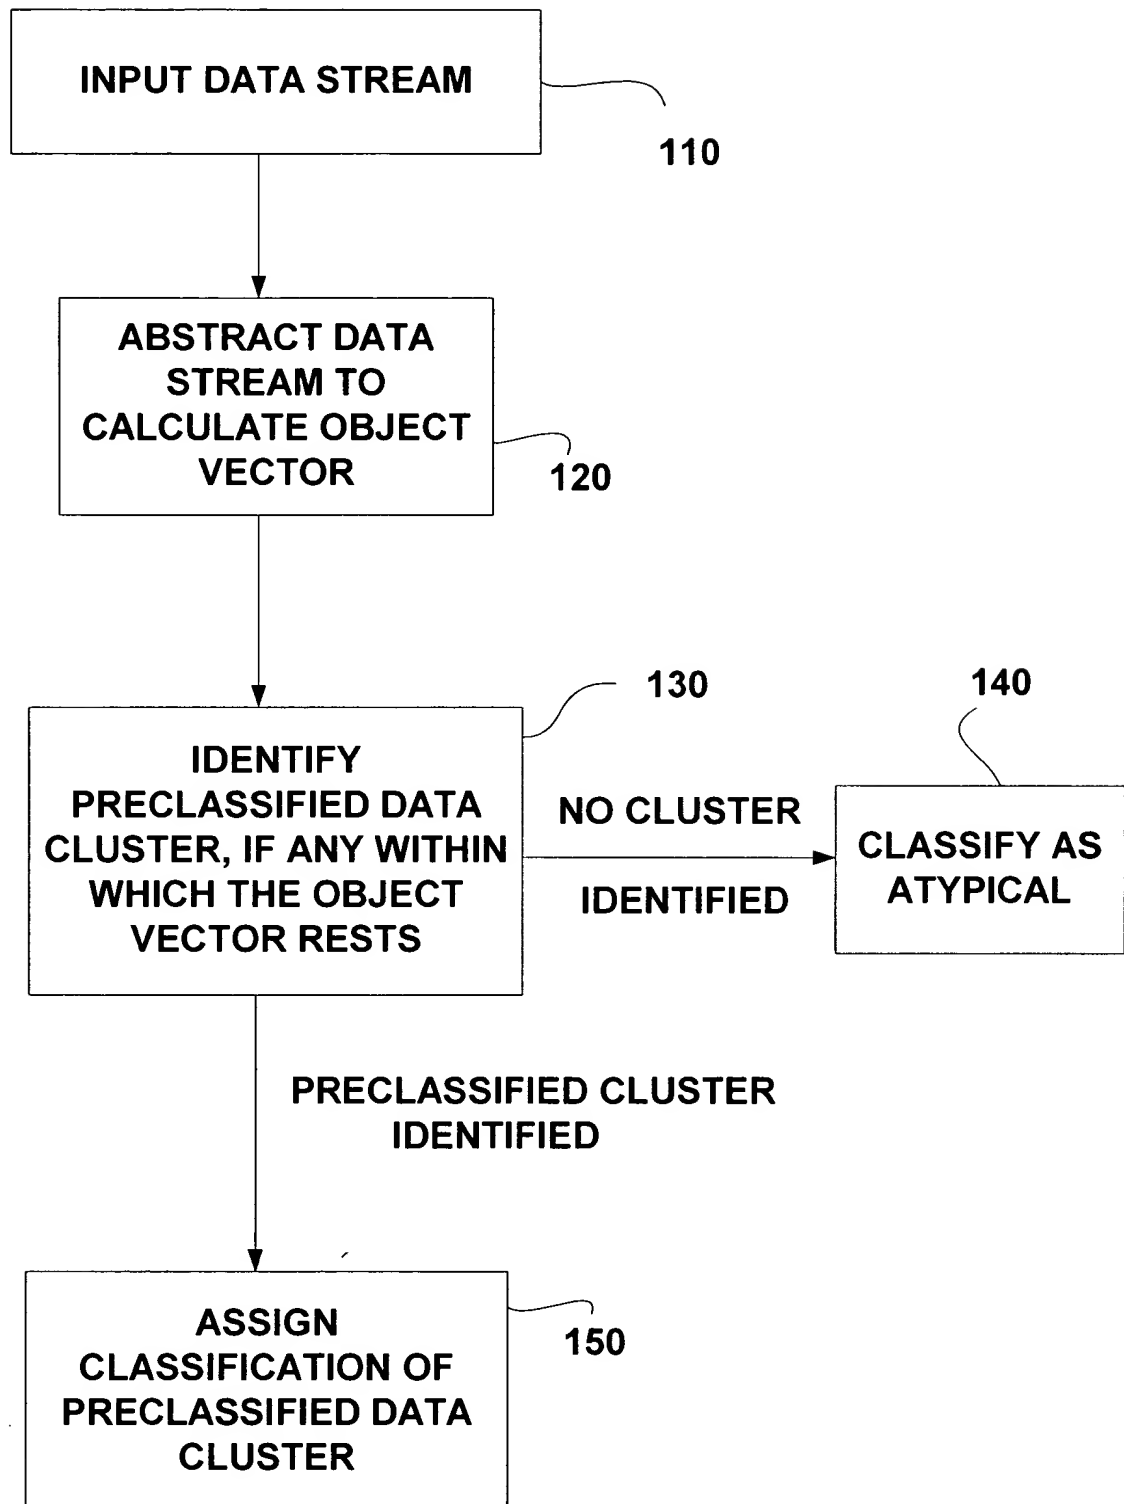 INPUT DATA STREAM
110
ABSTRACT DATA
STREAM TO
CALCULATE OBJECT
VECTOR
120
130
IDENTIFY
PRECLASSIFIED DATA
CLUSTER, IF ANY WITHIN
WHICH THE OBJECT
VECTOR RESTS
NO CLUSTER
IDENTIFIED
140
CLASSIFY AS
ATYPICAL
PRECLASSIFIED CLUSTER
IDENTIFIED
ASSIGN
CLASSIFICATION OF
PRECLASSIFIED DATA
CLUSTER
150